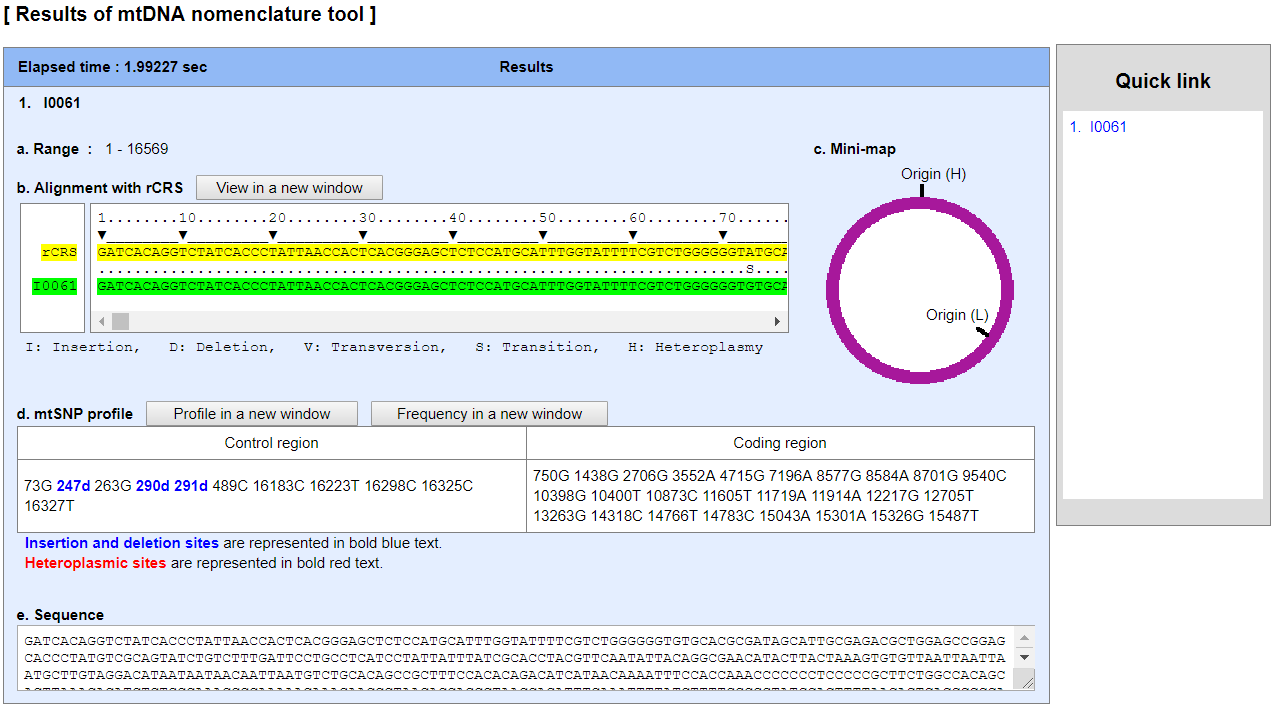 [ Results of mtDNA nomenclature tool ]
Elapsed time : 1.99227 sec Results
Quick link
1. I0061
1. I0061
a. Range : 1 - 16569
c. Mini-map
Origin (H)
Origin (L)
b. Alignment with rCRS View in a new window
1........10........20........30........40........50........60........70......
rCRS GATCACAGGTCTATCACCCTATTAACCACTCACGGGAGCTCTCCATGCATTTGGTATTTTCGTCTGGGGGGTATGCA
........................................................................S....
I0061 GATCACAGGTCTATCACCCTATTAACCACTCACGGGAGCTCTCCATGCATTTGGTATTTTCGTCTGGGGGGTGTGCA
I: Insertion, D: Deletion, V: Transversion, S: Transition, H: Heteroplasmy
d. mtSNP profile Profile in a new window Frequency in a new window
Control region Coding region
73G 247d 263G 290d 291d 489C 16183C 16223T 16298C 16325C
16327T
750G 1438G 2706G 3552A 4715G 7196A 8577G 8584A 8701G 9540C
10398G 10400T 10873C 11605T 11719A 11914A 12217G 12705T
13263G 14318C 14766T 14783C 15043A 15301A 15326G 15487T
Insertion and deletion sites are represented in bold blue text.
Heteroplasmic sites are represented in bold red text.
e. Sequence
GATCACAGGTCTATCACCCTATTAACCACTCACGGGAGCTCTCCATGCATTTGGTATTTTCGTCTGGGGGGTGTGCACGCGATAGCATTGCGAGACGCTGGAGCCGGAG
CACCCTATGTCGCAGTATCTGTCTTTGATTCCTGCCTCATCCTATTATTTATCGCACCTACGTTCAATATTACAGGCGAACATACTTACTAAAGTGTGTTAATTAATTA
ATGCTTGTAGGACATAATAATAACAATTAATGTCTGCACAGCCGCTTTCCACACAGACATCATAACAAAATTTCCACCAAACCCCCCCTCCCCCGCTTCTGGCCACAGC